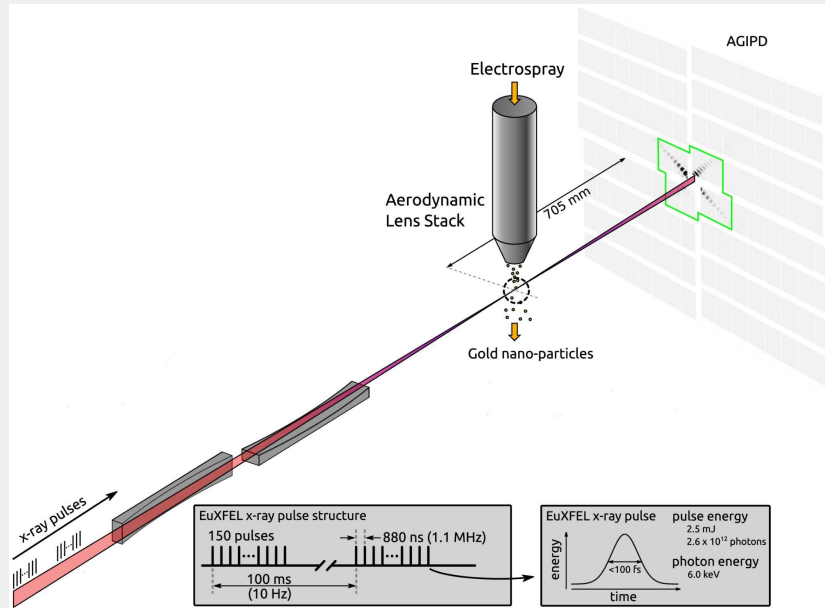 AGIPD
Electrospray
Aerodynamic
Lens Stack
705 mm
Gold nano-particles
x-ray pulses
EuXFEL x-ray pulse structure
150 pulses
880 ns (1.1 MHz)
100 ms
(10 Hz)
EuXFEL x-ray pulse
energy
<100 fs
time
pulse energy
2.5 mJ
2.6 x 10¹² photons
photon energy
6.0 keV